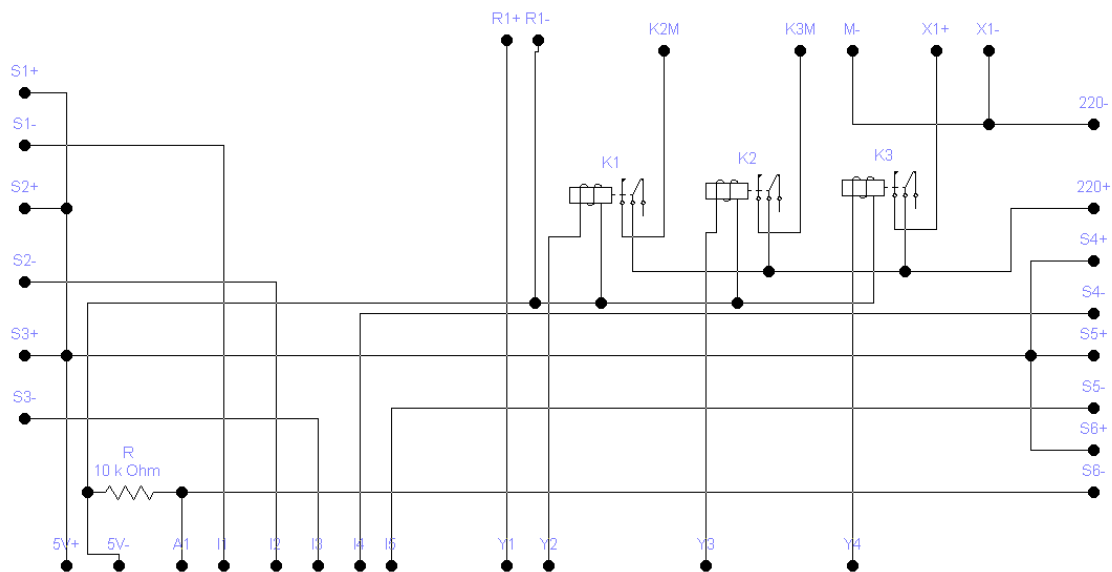 R1+ R1-
K2M
K3M
M-
X1+
X1-
S1+
220-
S1-
K1
K2
K3
S2+
220+
S4+
S2-
S4-
S3+
S5+
S3-
S5-
S6+
R
10 k Ohm
S6-
5V+
5V-
A1
I1
I2
I3
I4
I5
Y1
Y2
Y3
Y4